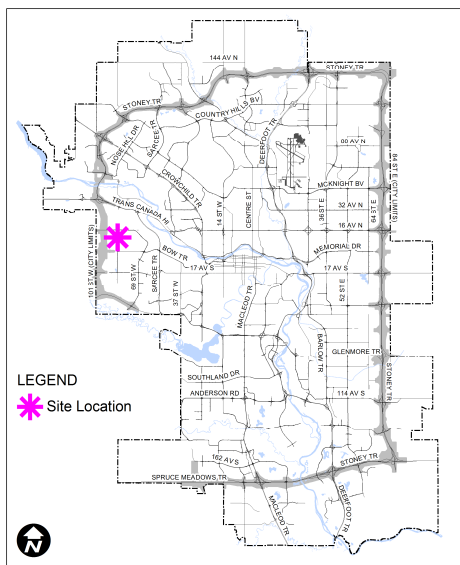 144 AV N
STONEY TR
STONEY TR
COUNTRY HILLS BV
NOSE HILL DR
SARCEE TR
DEERFOOT TR
CROWCHILD TR
MCKNIGHT BV
84 ST E (CITY LIMITS)
TRANS CANADA HI
14 ST W
CENTRE ST
36 ST E
32 AV N
69 ST E
16 AV N
101 ST W (CITY LIMITS)
BOW TR
MEMORIAL DR
17 AV S
17 AV S
69 ST W
SARCEE TR
37 ST W
MACLEOD TR
52 ST E
BARLOW TR
GLENMORE TR
STONEY TR
LEGEND
Site Location
SOUTHLAND DR
ANDERSON RD
114 AV S
162 AV S
STONEY TR
SPRUCE MEADOWS TR
MACLEOD TR
DEERFOOT TR
N